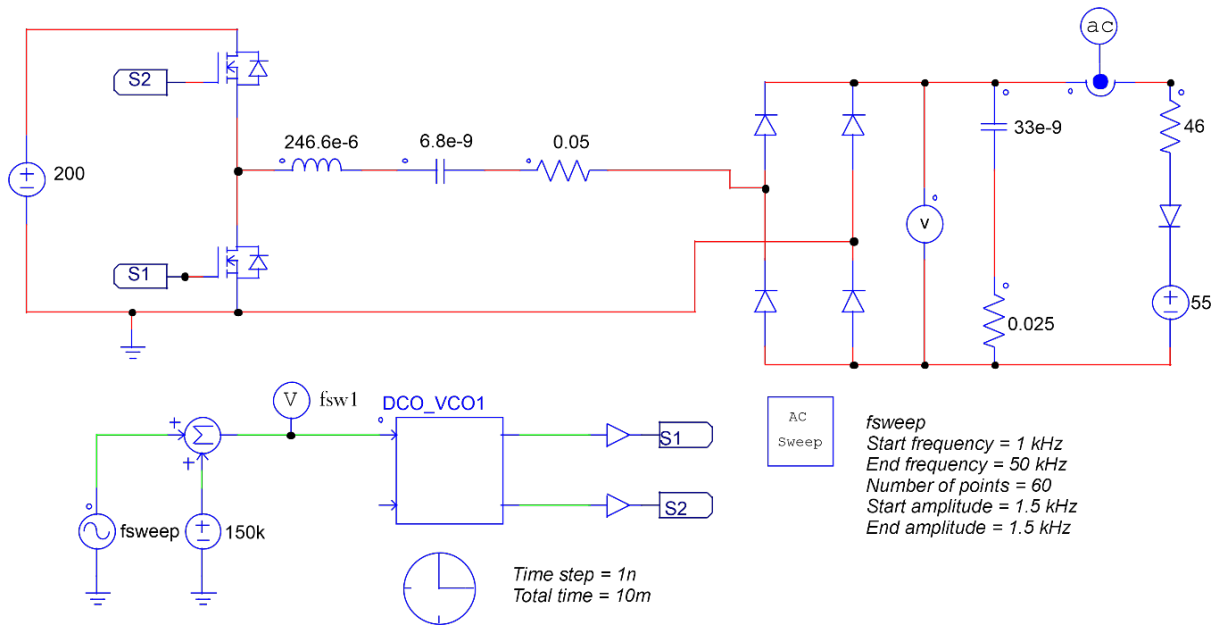 ac
S2
246.6e-6
6.8e-9
0.05
33e-9
46
200
v
S1
0.025
55
V
fsw1
DCO_VCO1
AC
Sweep
fsweep
Start frequency = 1 kHz
End frequency = 50 kHz
Number of points = 60
Start amplitude = 1.5 kHz
End amplitude = 1.5 kHz
Σ
S1
S2
fsweep
150k
Time step = 1n
Total time = 10m